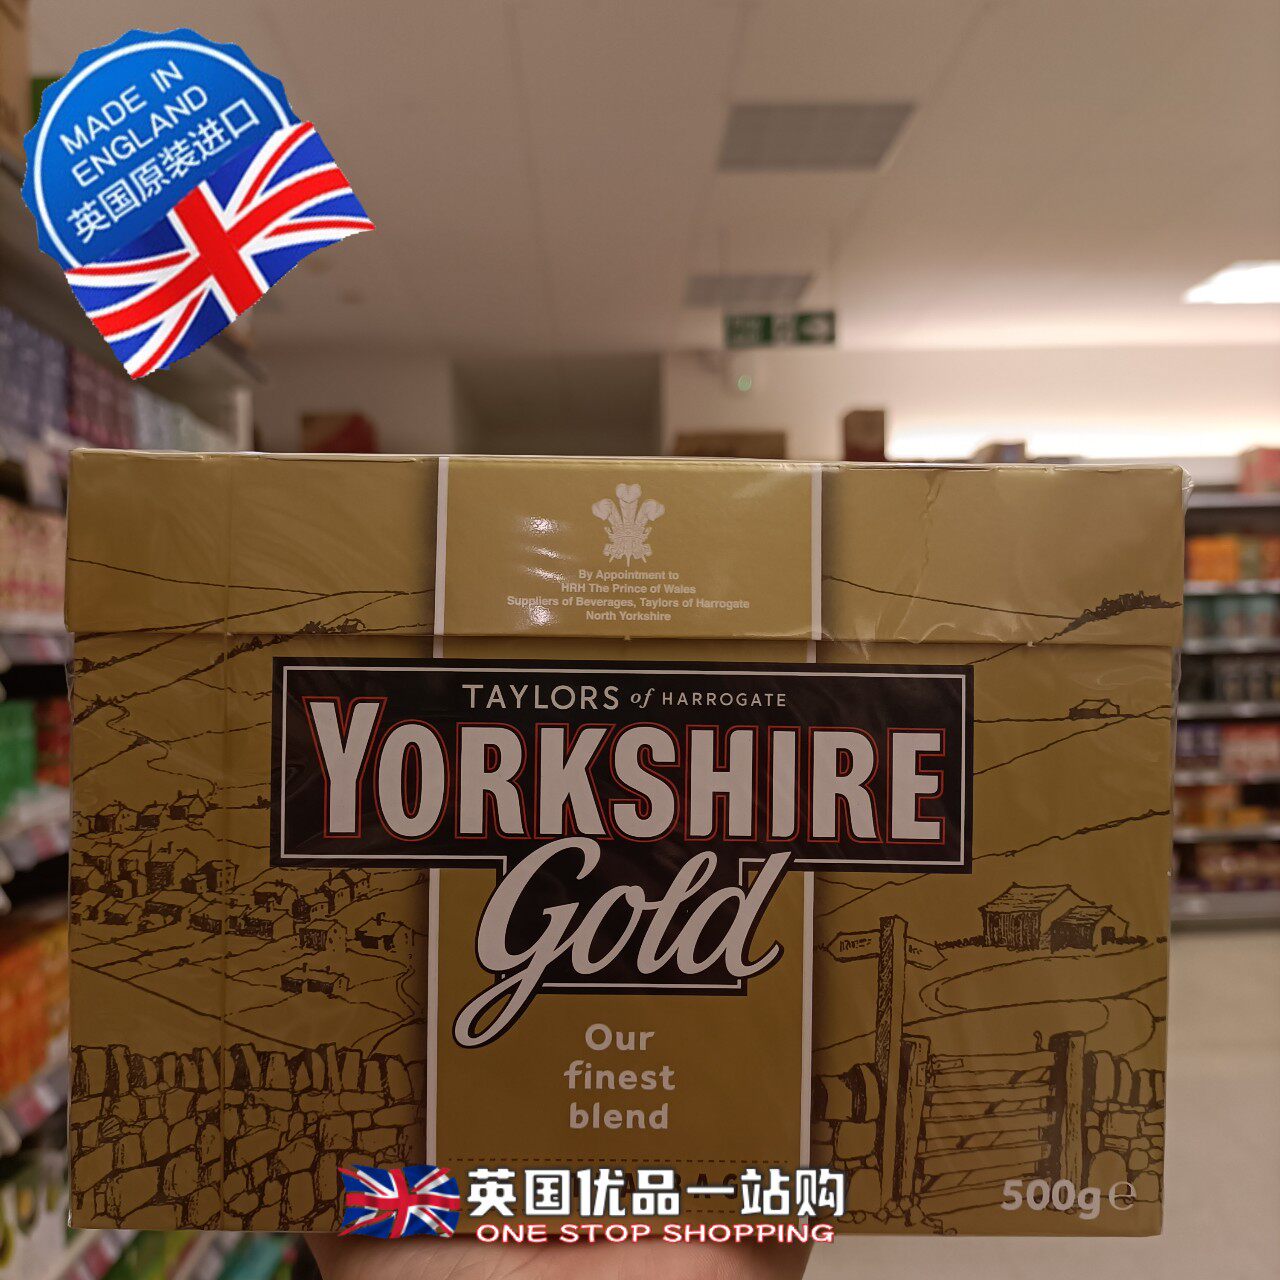 MADE IN
ENGLAND
英国原装进口
By Appointment to
HRH The Prince of Wales
Suppliers of Beverages, Taylors of Harrogate
North Yorkshire
TAYLORS of HARROGATE
YORKSHIRE
Gold
Our
finest
blend
500g℮
英国优品一站购
ONE STOP SHOPPING